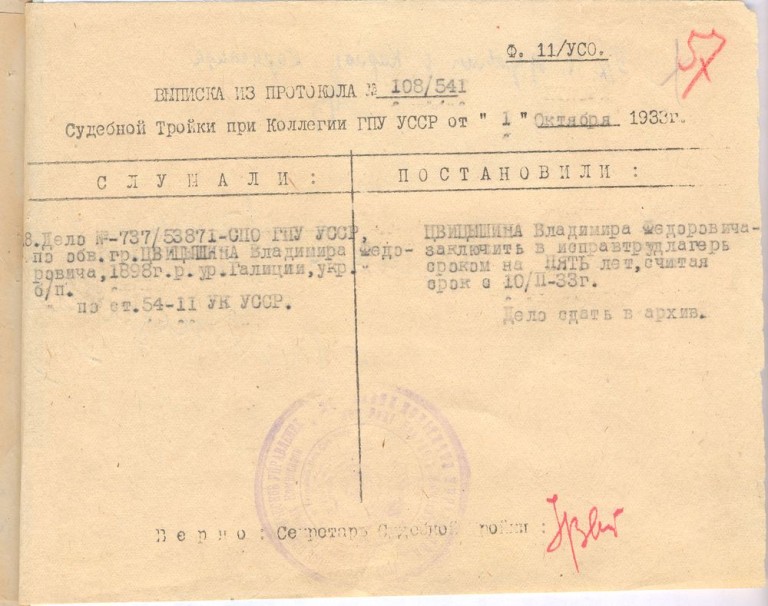 Ф. 11/УСО.
57
ВЫПИСКА ИЗ ПРОТОКОЛА № 108/541
Судебной Тройки при Коллегии ГПУ УССР от " 1 " Октября 1933г.
СЛУШАЛИ:
8.Дело №-737/53871-СПО ГПУ УССР,
по обв.гр.ЦВИЦЫШИНА Владимира Федо-
ровича,1898г.р.ур.Галиции,укр.
б/п.
по ст.54-11 УК УССР.
ПОСТАНОВИЛИ:
ЦВИЦЫШИНА Владимира Федоровича-
заключить в исправтрудлагерь
сроком на ПЯТЬ лет,считая
срок с 10/П-33г.
Дело сдать в архив.
Верно: Секретарь Судебной ройки: